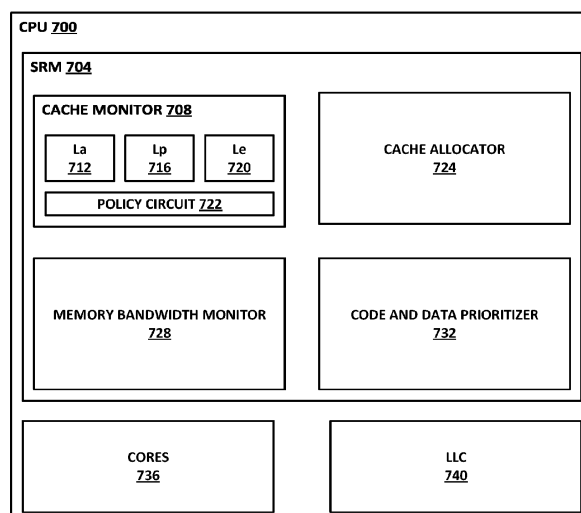 CPU 700
SRM 704
CACHE MONITOR 708
La
712
Lp
716
Le
720
POLICY CIRCUIT 722
CACHE ALLOCATOR
724
MEMORY BANDWIDTH MONITOR
728
CODE AND DATA PRIORITIZER
732
CORES
736
LLC
740